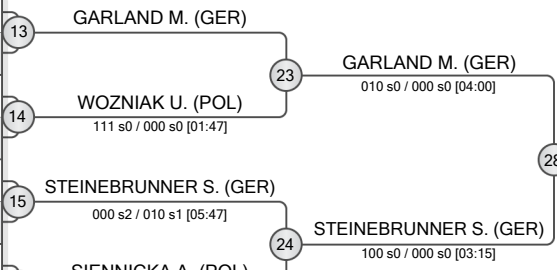 13
GARLAND M. (GER)
23
GARLAND M. (GER)
010 s0 / 000 s0 [04:00]
14
WOZNIAK U. (POL)
111 s0 / 000 s0 [01:47]
28
15
STEINEBRUNNER S. (GER)
000 s2 / 010 s1 [05:47]
24
STEINEBRUNNER S. (GER)
100 s0 / 000 s0 [03:15]
SIENNICKA A. (POL)